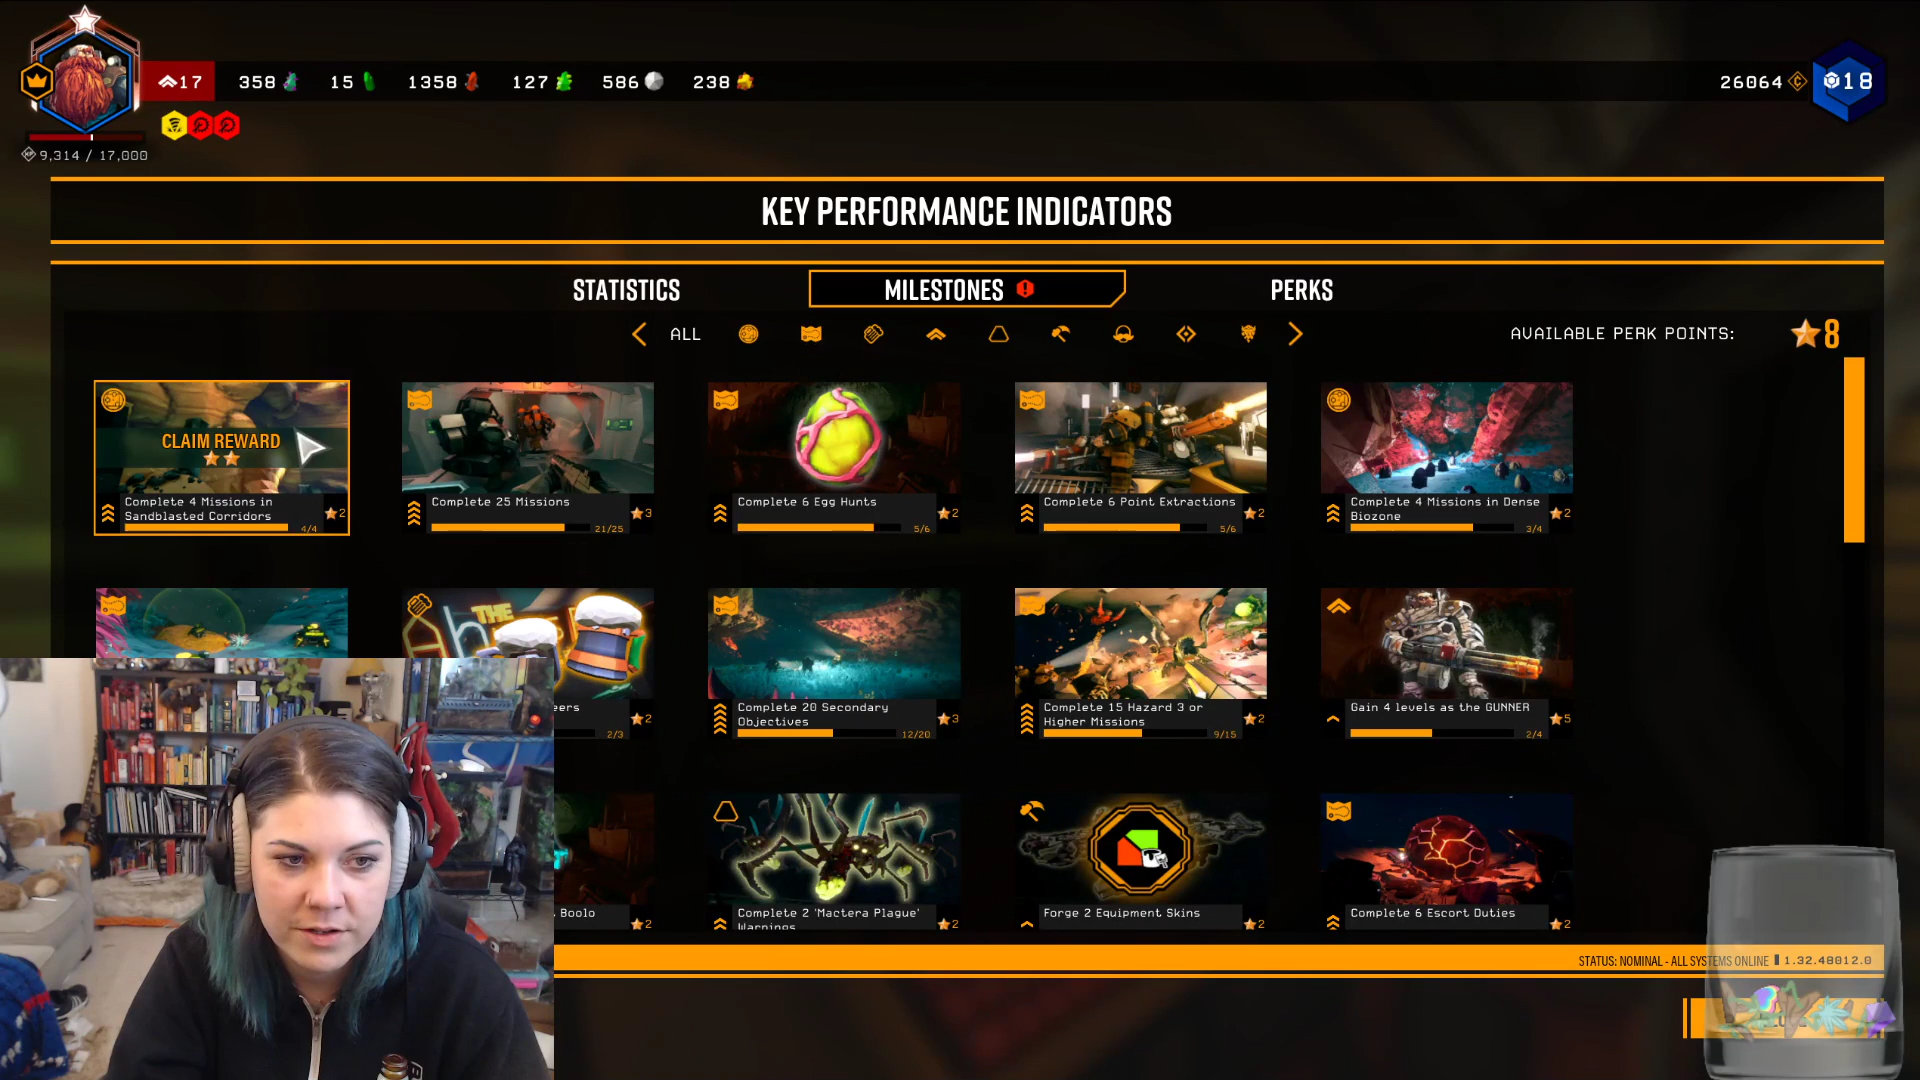 17 358 15 1358 127 586 238 26064 18
9,314 / 17,000
KEY PERFORMANCE INDICATORS
STATISTICS MILESTONES PERKS
ALL AVAILABLE PERK POINTS: 8
CLAIM REWARD
Complete 4 Missions in
Sandblasted Corridors
2
4/4
Complete 25 Missions
3
21/25
Complete 6 Egg Hunts
2
5/6
Complete 6 Point Extractions
2
5/6
Complete 4 Missions in Dense
Biozone
2
3/4
THE
eers
2
2/3
Complete 20 Secondary
Objectives
3
12/20
Complete 15 Hazard 3 or
Higher Missions
2
9/15
Gain 4 levels as the GUNNER
5
2/4
Boolo
2
Complete 2 'Mactera Plague'
Warnings
2
Forge 2 Equipment Skins
2
Complete 6 Escort Duties
2
STATUS: NOMINAL - ALL SYSTEMS ONLINE 1.32.48012.0